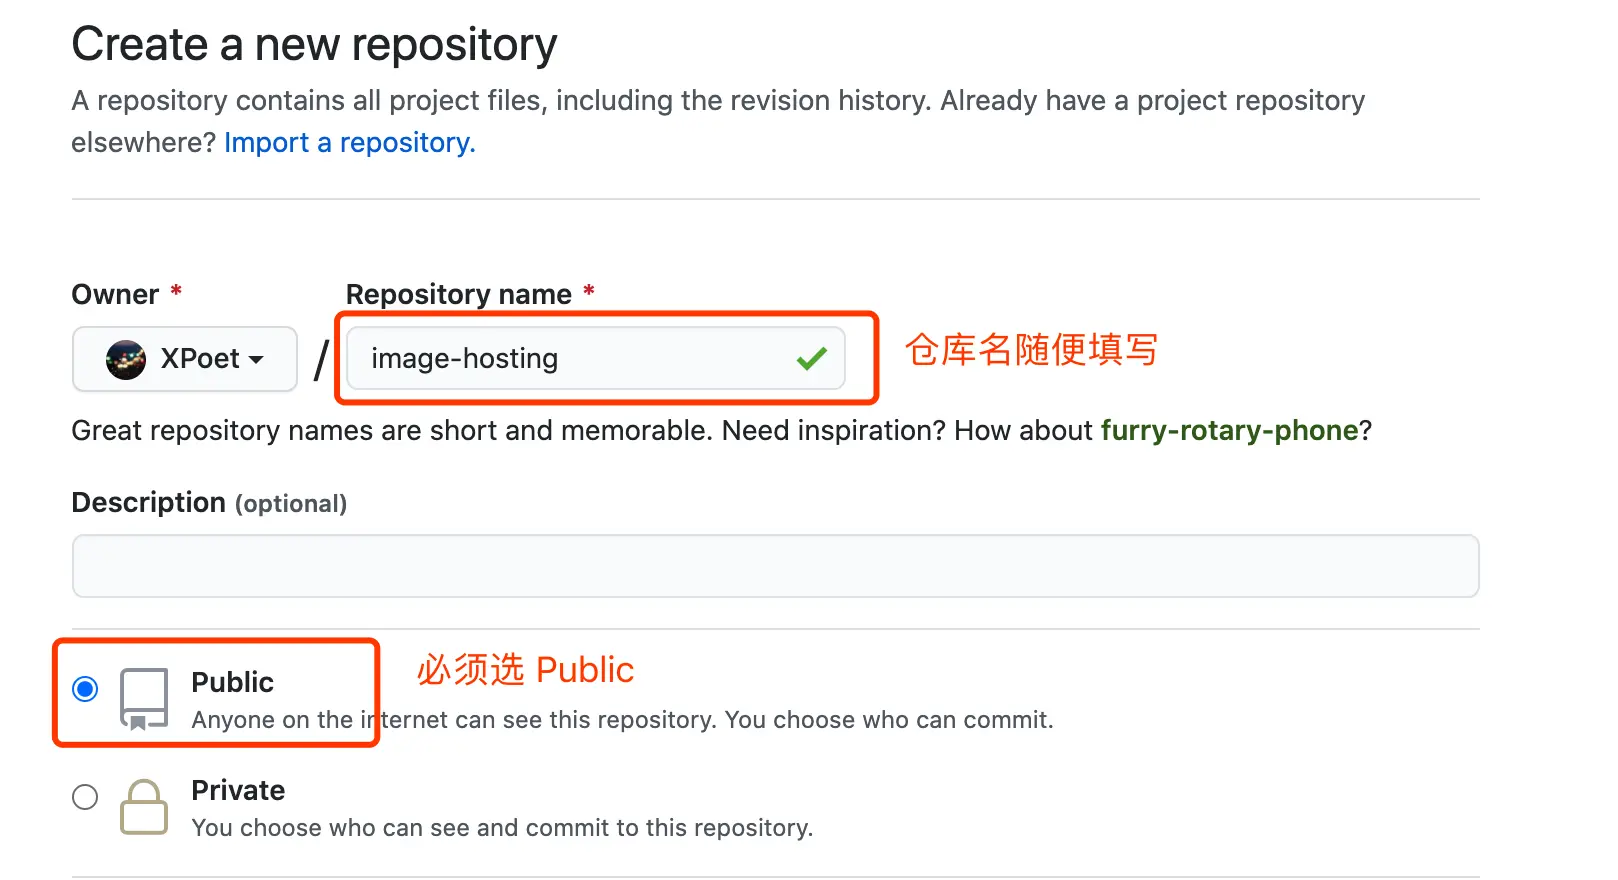 Create a new repository
A repository contains all project files, including the revision history. Already have a project repository
elsewhere? Import a repository.
Owner *
Repository name *
XPoet
/
image-hosting
仓库名随便填写
Great repository names are short and memorable. Need inspiration? How about furry-rotary-phone?
Description (optional)
Public
必须选 Public
Anyone on the internet can see this repository. You choose who can commit.
Private
You choose who can see and commit to this repository.